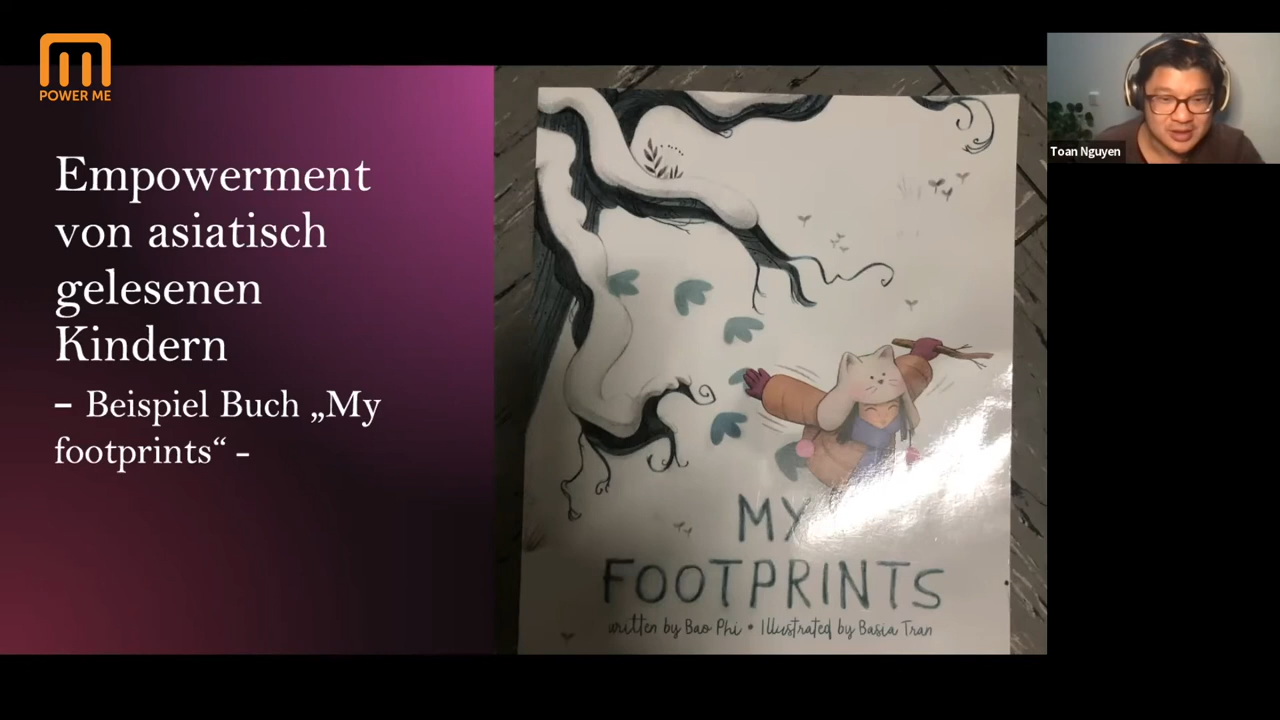 POWER ME
Empowerment
von asiatisch
gelesenen
Kindern
– Beispiel Buch „My
footprints“ –
MY
FOOTPRINTS
written by Bao Phi • Illustrated by Basia Tran
Toan Nguyen